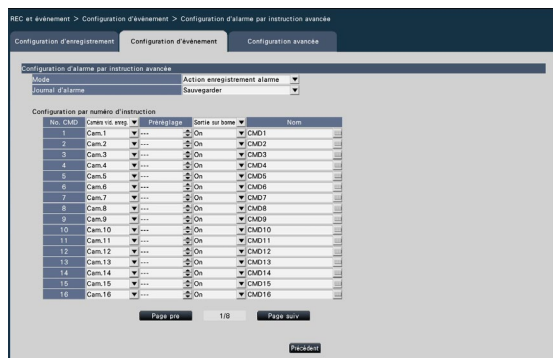 REC et événement > Configuration d'événement > Configuration d'alarme par instruction avancée
Configuration d'enregistrement Configuration d'événement Configuration avancée
Configuration d'alarme par instruction avancée
Mode Action enregistrement alarme
Journal d'alarme Sauvegarder
Configuration par numéro d'instruction
No. CMD Caméra vid. enreg. Préréglage Sortie sur borne Nom
1 Cam.1 --- On CMD1
2 Cam.2 --- On CMD2
3 Cam.3 --- On CMD3
4 Cam.4 --- On CMD4
5 Cam.5 --- On CMD5
6 Cam.6 --- On CMD6
7 Cam.7 --- On CMD7
8 Cam.8 --- On CMD8
9 Cam.9 --- On CMD9
10 Cam.10 --- On CMD10
11 Cam.11 --- On CMD11
12 Cam.12 --- On CMD12
13 Cam.13 --- On CMD13
14 Cam.14 --- On CMD14
15 Cam.15 --- On CMD15
16 Cam.16 --- On CMD16
Page pre 1/8 Page suiv
Précédent